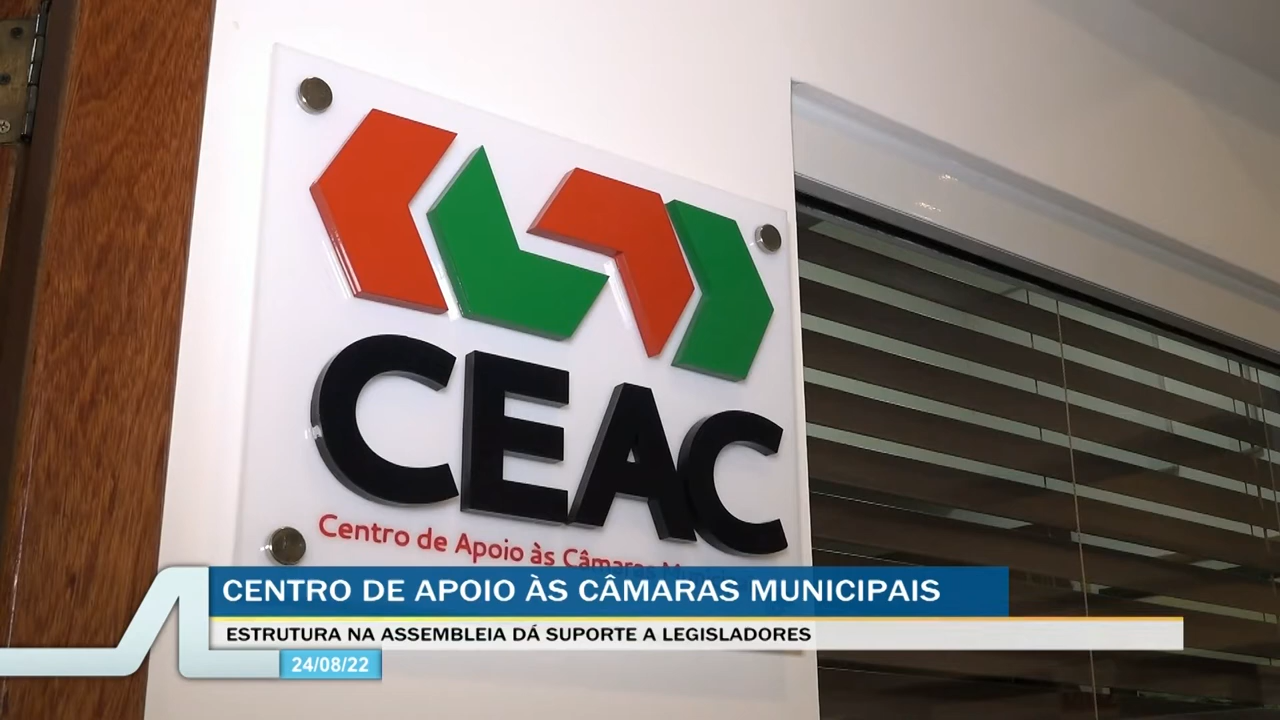 CEAC
Centro de Apoio às Câmaras
CENTRO DE APOIO ÀS CÂMARAS MUNICIPAIS
ESTRUTURA NA ASSEMBLEIA DÁ SUPORTE A LEGISLADORES
24/08/22